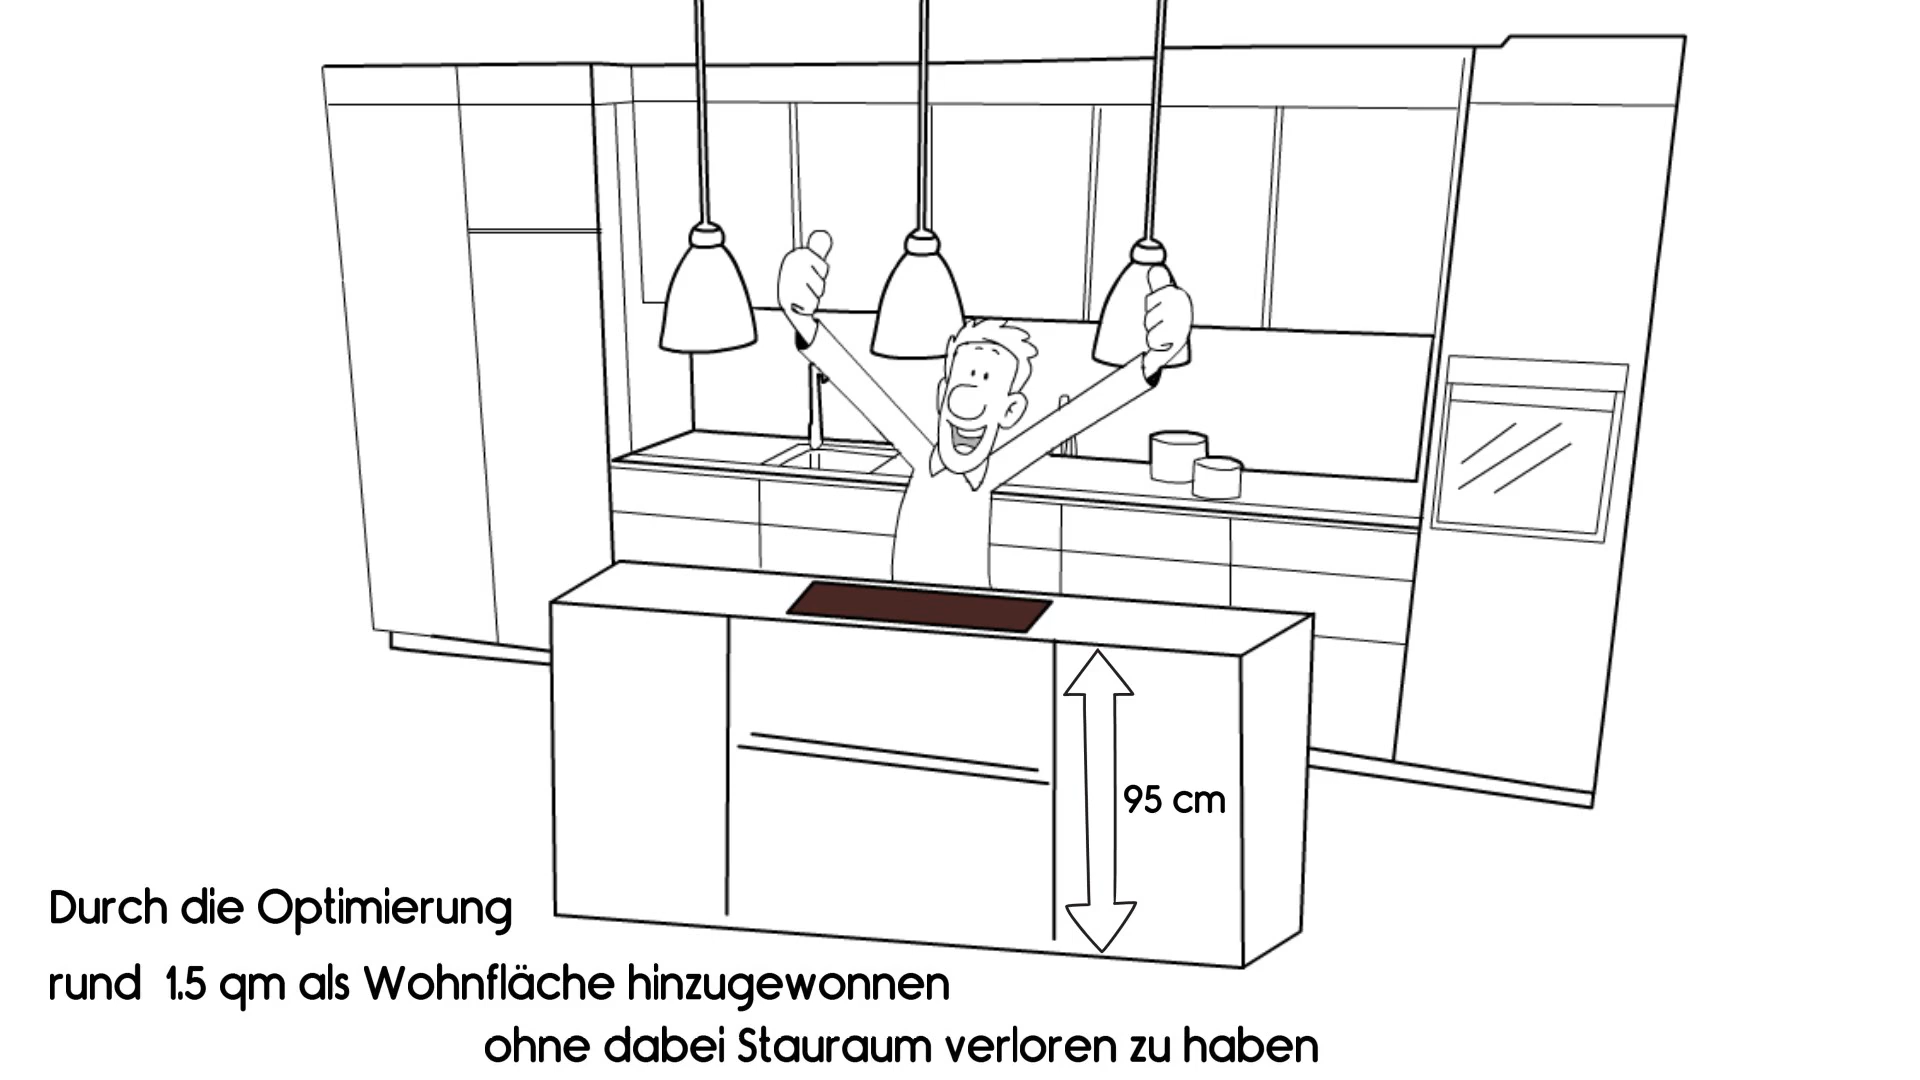 95 cm
Durch die Optimierung
rund 1.5 qm als Wohnfläche hinzugewonnen
ohne dabei Stauraum verloren zu haben